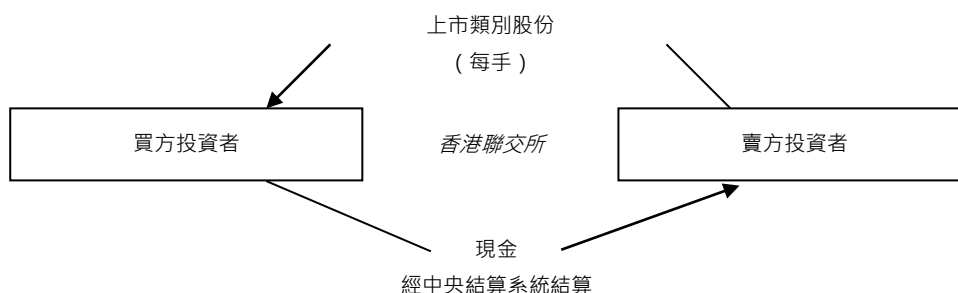 上市類別股份
（每手）
買方投資者
香港聯交所
賣方投資者
現金
經中央結算系統結算